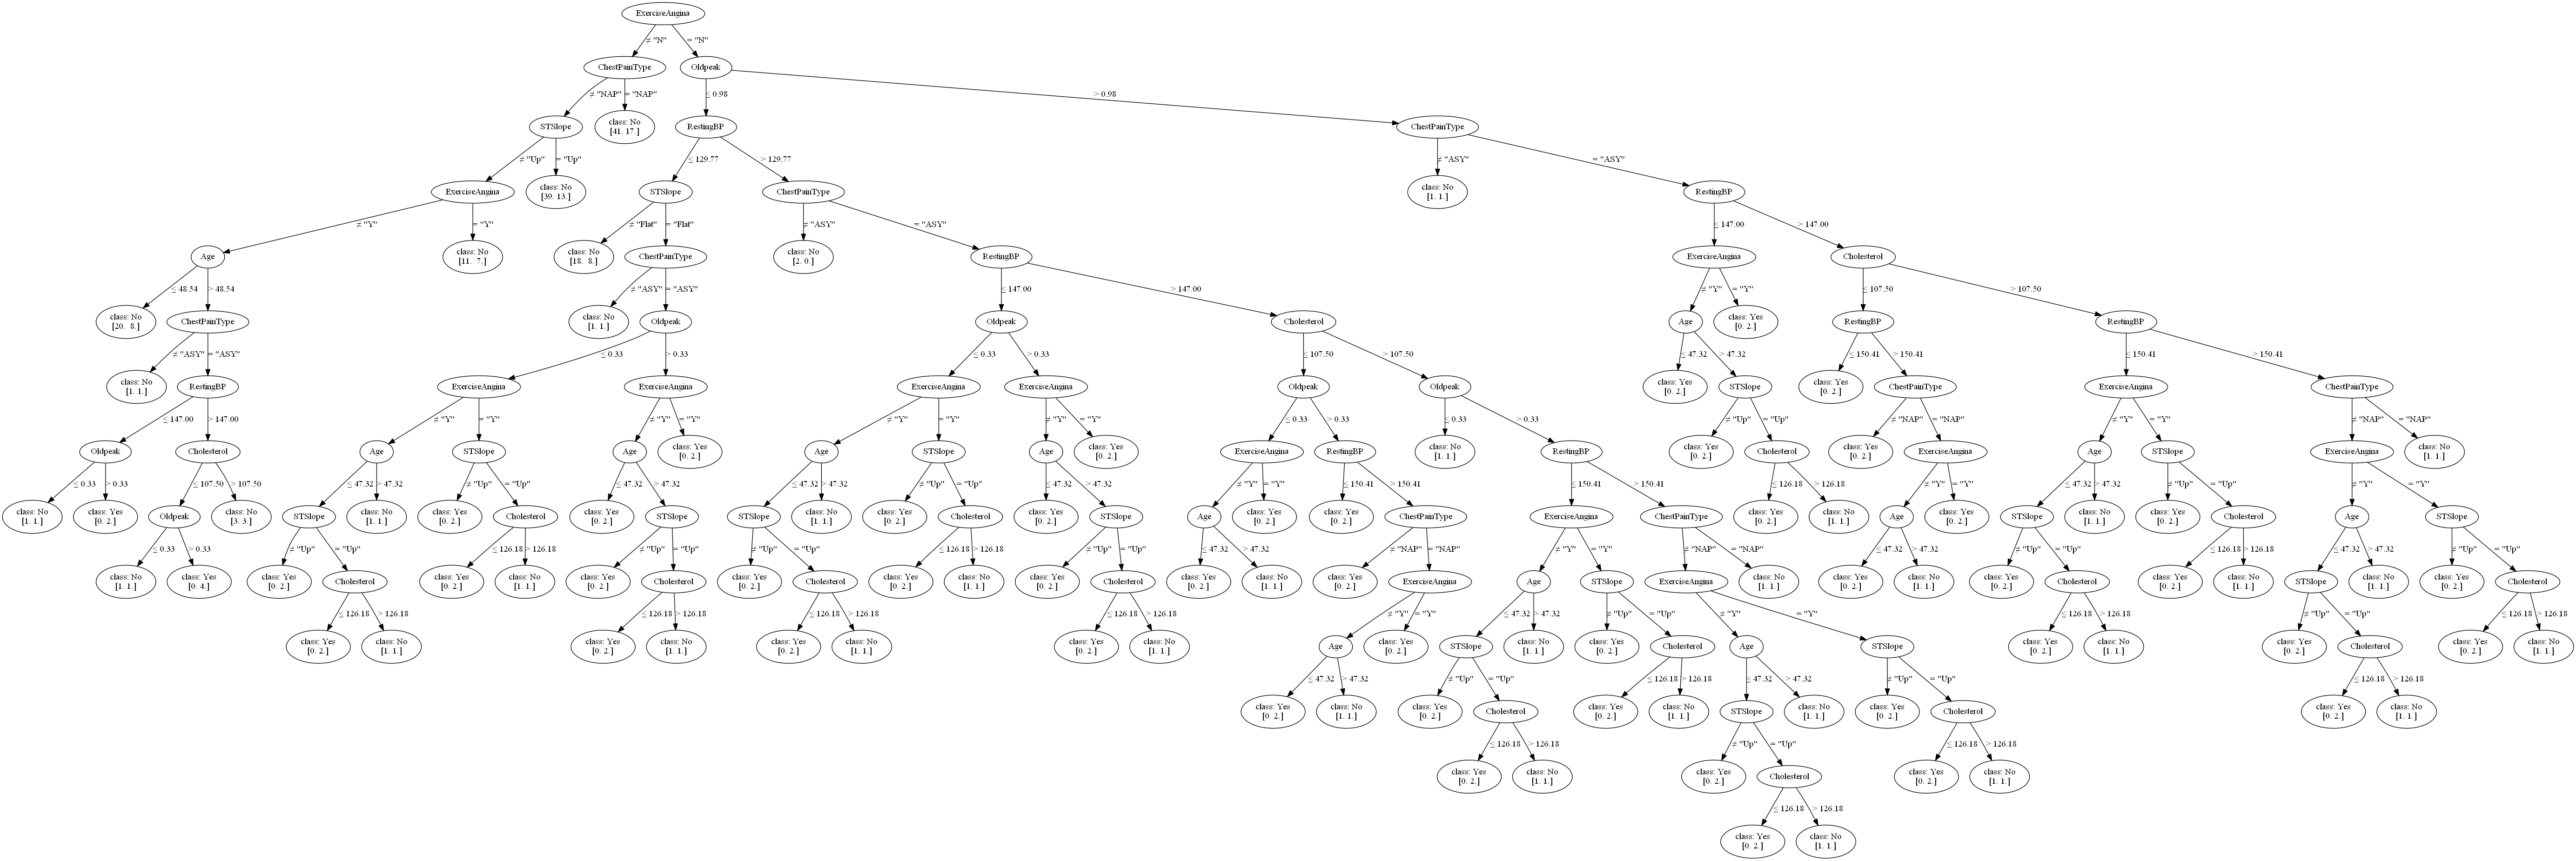 ExerciseAngina
≠ "N" = "N"
ChestPainType Oldpeak
≠ "NAP" = "NAP" ≤ 0.98 > 0.98
STSlope class: No [41. 17.] RestingBP ChestPainType
≠ "Up" = "Up" ≤ 129.77 > 129.77 ≠ "ASY" = "ASY"
ExerciseAngina class: No [39. 13.] STSlope ChestPainType class: No [1. 1.] RestingBP
≠ "Y" = "Y" ≠ "Flat" = "Flat" ≠ "ASY" = "ASY" ≤ 147.00 > 147.00
Age class: No [11. 7.] class: No [18. 8.] ChestPainType class: No [2. 0.] RestingBP ExerciseAngina Cholesterol
≤ 48.54 > 48.54 ≠ "ASY" = "ASY" ≤ 147.00 > 147.00 ≠ "Y" = "Y" ≤ 107.50 > 107.50
class: No [20. 8.] ChestPainType class: No [1. 1.] Oldpeak Oldpeak Cholesterol Age class: Yes [0. 2.] RestingBP RestingBP
≠ "ASY" = "ASY" ≤ 0.33 > 0.33 ≤ 0.33 > 0.33 ≤ 107.50 > 107.50 ≤ 47.32 > 47.32 ≤ 150.41 > 150.41 ≤ 150.41 > 150.41
class: No [1. 1.] RestingBP ExerciseAngina ExerciseAngina ExerciseAngina ExerciseAngina Oldpeak Oldpeak class: Yes [0. 2.] STSlope class: Yes [0. 2.] ChestPainType ExerciseAngina ChestPainType
≤ 147.00 > 147.00 ≠ "Y" = "Y" ≠ "Y" = "Y" ≠ "Y" = "Y" ≠ "Y" = "Y" ≤ 0.33 > 0.33 ≤ 0.33 > 0.33 ≠ "Up" = "Up" ≠ "NAP" = "NAP" ≠ "Y" = "Y" ≠ "NAP" = "NAP"
Oldpeak Cholesterol Age STSlope Age class: Yes [0. 2.] Age STSlope Age class: Yes [0. 2.] ExerciseAngina RestingBP class: No [1. 1.] RestingBP class: Yes [0. 2.] Cholesterol class: Yes [0. 2.] ExerciseAngina Age STSlope ExerciseAngina class: No [1. 1.]
≤ 0.33 > 0.33 ≤ 107.50 > 107.50 ≤ 47.32 > 47.32 ≠ "Up" = "Up" ≤ 47.32 > 47.32 ≤ 47.32 > 47.32 ≠ "Up" = "Up" ≤ 47.32 > 47.32 ≠ "Y" = "Y" ≤ 150.41 > 150.41 ≤ 150.41 > 150.41 ≤ 126.18 > 126.18 ≠ "Y" = "Y" ≤ 47.32 > 47.32 ≠ "Up" = "Up" ≠ "Y" = "Y"
class: No [1. 1.] class: Yes [0. 2.] Oldpeak class: No [3. 3.] STSlope class: No [1. 1.] class: Yes [0. 2.] Cholesterol class: Yes [0. 2.] STSlope STSlope class: No [1. 1.] class: Yes [0. 2.] Cholesterol class: Yes [0. 2.] STSlope Age class: Yes [0. 2.] class: Yes [0. 2.] ChestPainType ExerciseAngina ChestPainType class: Yes [0. 2.] class: No [1. 1.] Age class: Yes [0. 2.] STSlope class: No [1. 1.] class: Yes [0. 2.] Cholesterol Age STSlope
≤ 0.33 > 0.33 ≠ "Up" = "Up" ≤ 126.18 > 126.18 ≠ "Up" = "Up" ≠ "Up" = "Up" ≤ 126.18 > 126.18 ≠ "Up" = "Up" ≤ 47.32 > 47.32 ≠ "NAP" = "NAP" ≠ "Y" = "Y" ≠ "NAP" = "NAP" ≤ 47.32 > 47.32 ≠ "Up" = "Up" ≤ 126.18 > 126.18 ≤ 47.32 > 47.32 ≠ "Up" = "Up"
class: No [1. 1.] class: Yes [0. 4.] class: Yes [0. 2.] Cholesterol class: Yes [0. 2.] class: No [1. 1.] class: Yes [0. 2.] Cholesterol class: Yes [0. 2.] Cholesterol class: Yes [0. 2.] class: No [1. 1.] class: Yes [0. 2.] Cholesterol class: Yes [0. 2.] class: No [1. 1.] class: Yes [0. 2.] ExerciseAngina Age STSlope ExerciseAngina class: No [1. 1.] class: Yes [0. 2.] class: No [1. 1.] class: Yes [0. 2.] Cholesterol class: Yes [0. 2.] class: No [1. 1.] STSlope class: No [1. 1.] class: Yes [0. 2.] Cholesterol
≤ 126.18 > 126.18 ≤ 126.18 > 126.18 ≤ 126.18 > 126.18 ≤ 126.18 > 126.18 ≠ "Y" = "Y" ≤ 47.32 > 47.32 ≠ "Up" = "Up" ≠ "Y" = "Y" ≤ 126.18 > 126.18 ≠ "Up" = "Up" ≤ 126.18 > 126.18
class: Yes [0. 2.] class: No [1. 1.] class: Yes [0. 2.] class: No [1. 1.] class: Yes [0. 2.] class: No [1. 1.] class: Yes [0. 2.] class: No [1. 1.] Age class: Yes [0. 2.] STSlope class: No [1. 1.] class: Yes [0. 2.] Cholesterol Age STSlope class: Yes [0. 2.] class: No [1. 1.] class: Yes [0. 2.] Cholesterol class: Yes [0. 2.] class: No [1. 1.]
≤ 47.32 > 47.32 ≠ "Up" = "Up" ≤ 126.18 > 126.18 ≤ 47.32 > 47.32 ≠ "Up" = "Up" ≤ 126.18 > 126.18
class: Yes [0. 2.] class: No [1. 1.] class: Yes [0. 2.] Cholesterol class: Yes [0. 2.] class: No [1. 1.] STSlope class: No [1. 1.] class: Yes [0. 2.] Cholesterol class: Yes [0. 2.] class: No [1. 1.]
≤ 126.18 > 126.18 ≠ "Up" = "Up" ≤ 126.18 > 126.18
class: Yes [0. 2.] class: No [1. 1.] class: Yes [0. 2.] Cholesterol class: Yes [0. 2.] class: No [1. 1.]
≤ 126.18 > 126.18
class: Yes [0. 2.] class: No [1. 1.]